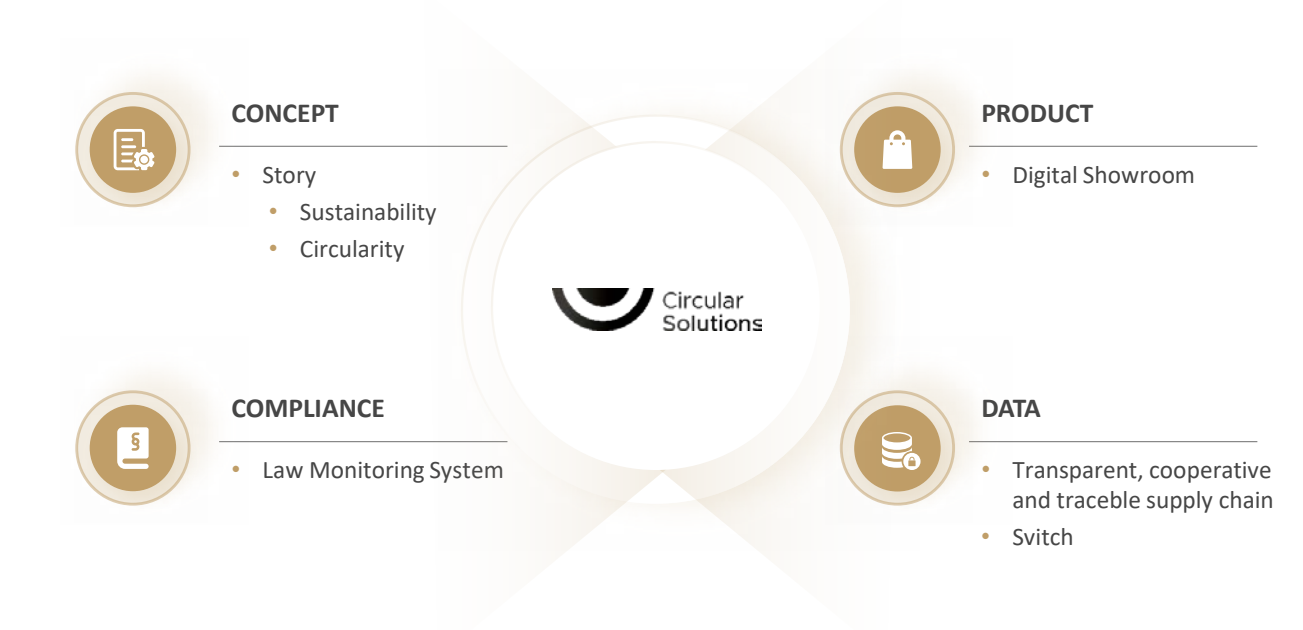 CONCEPT
• Story
• Sustainability
• Circularity
PRODUCT
• Digital Showroom
Circular
Solutions
COMPLIANCE
§
• Law Monitoring System
DATA
• Transparent, cooperative
and traceble supply chain
• Svitch